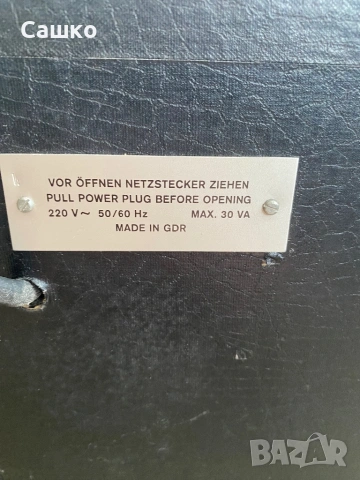 Сашко
VOR ÖFFNEN NETZSTECKER ZIEHEN
PULL POWER PLUG BEFORE OPENING
220 V~ 50/60 Hz MAX. 30 VA
MADE IN GDR
BAZAR